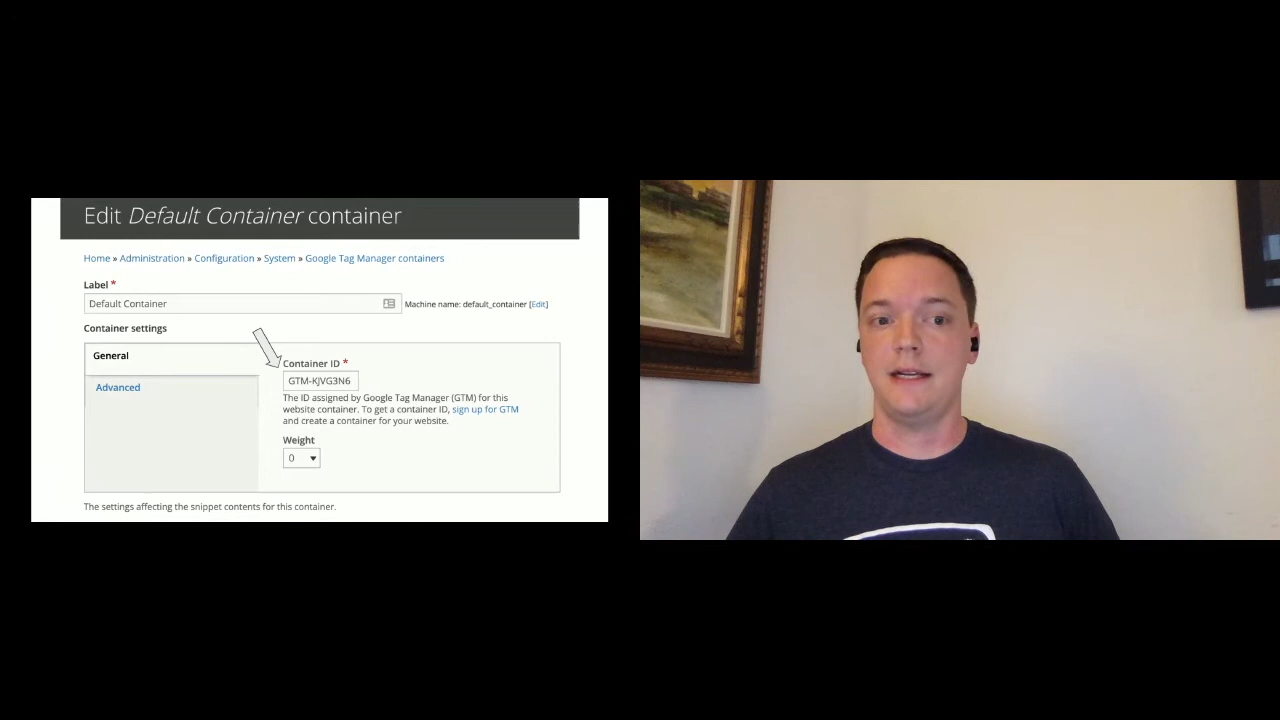 Edit Default Container container
Home » Administration » Configuration » System » Google Tag Manager containers
Label *
Default Container
Machine name: default_container [Edit]
Container settings
General
Advanced
Container ID *
GTM-KJVG3N6
The ID assigned by Google Tag Manager (GTM) for this
website container. To get a container ID, sign up for GTM
and create a container for your website.
Weight
0
The settings affecting the snippet contents for this container.